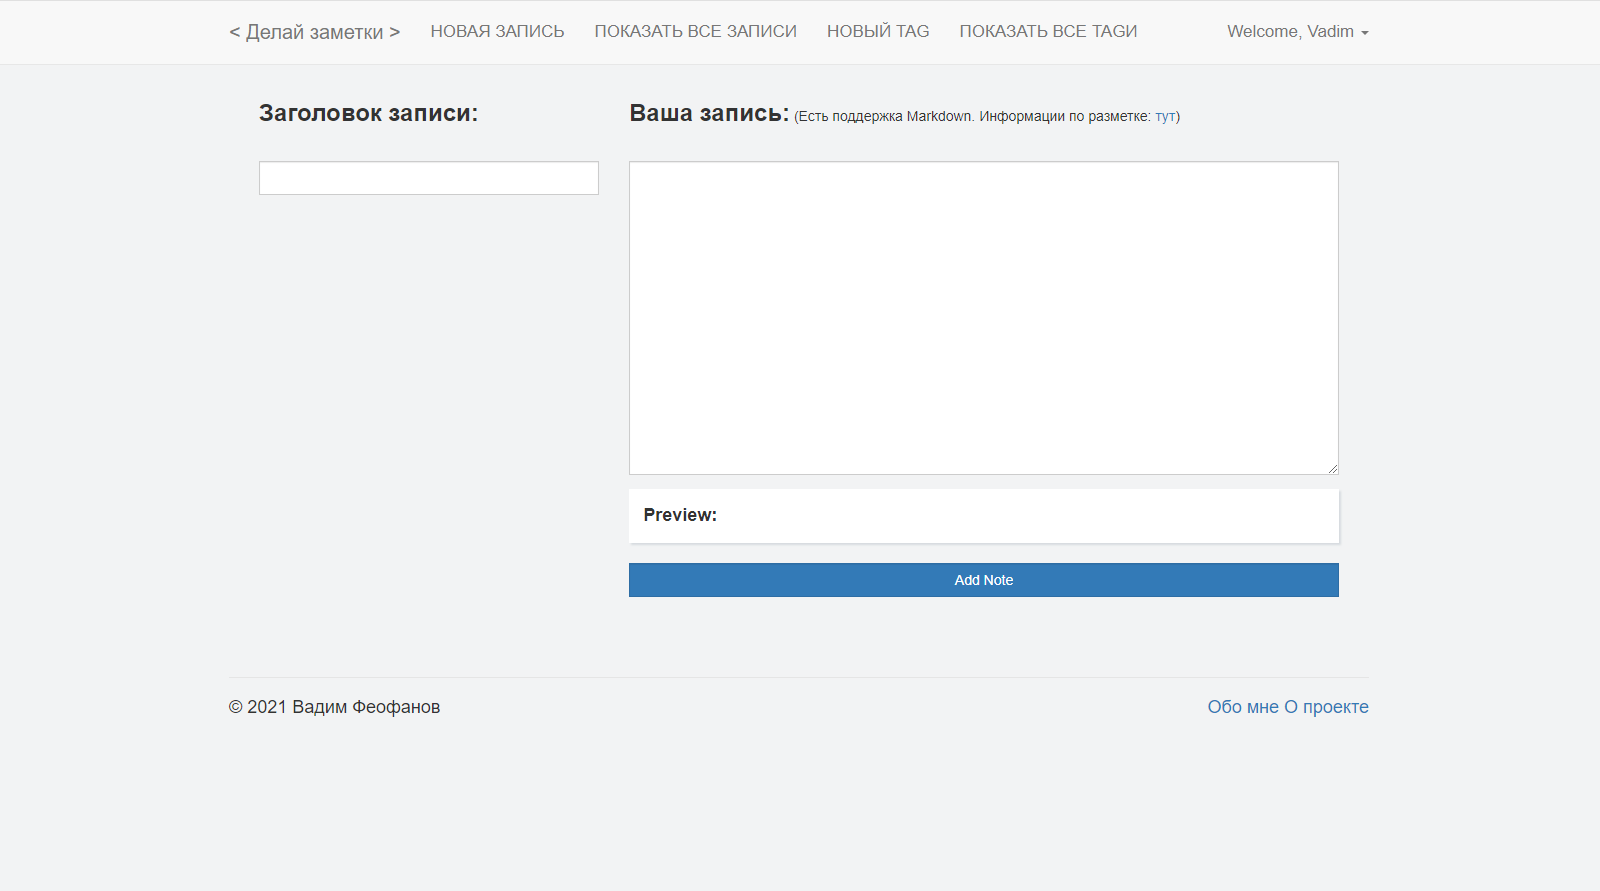 < Делай заметки > НОВАЯ ЗАПИСЬ ПОКАЗАТЬ ВСЕ ЗАПИСИ НОВЫЙ TAG ПОКАЗАТЬ ВСЕ TAGИ Welcome, Vadim
Заголовок записи:
Ваша запись: (Есть поддержка Markdown. Информации по разметке: тут)
Preview:
Add Note
© 2021 Вадим Феофанов
Обо мне О проекте